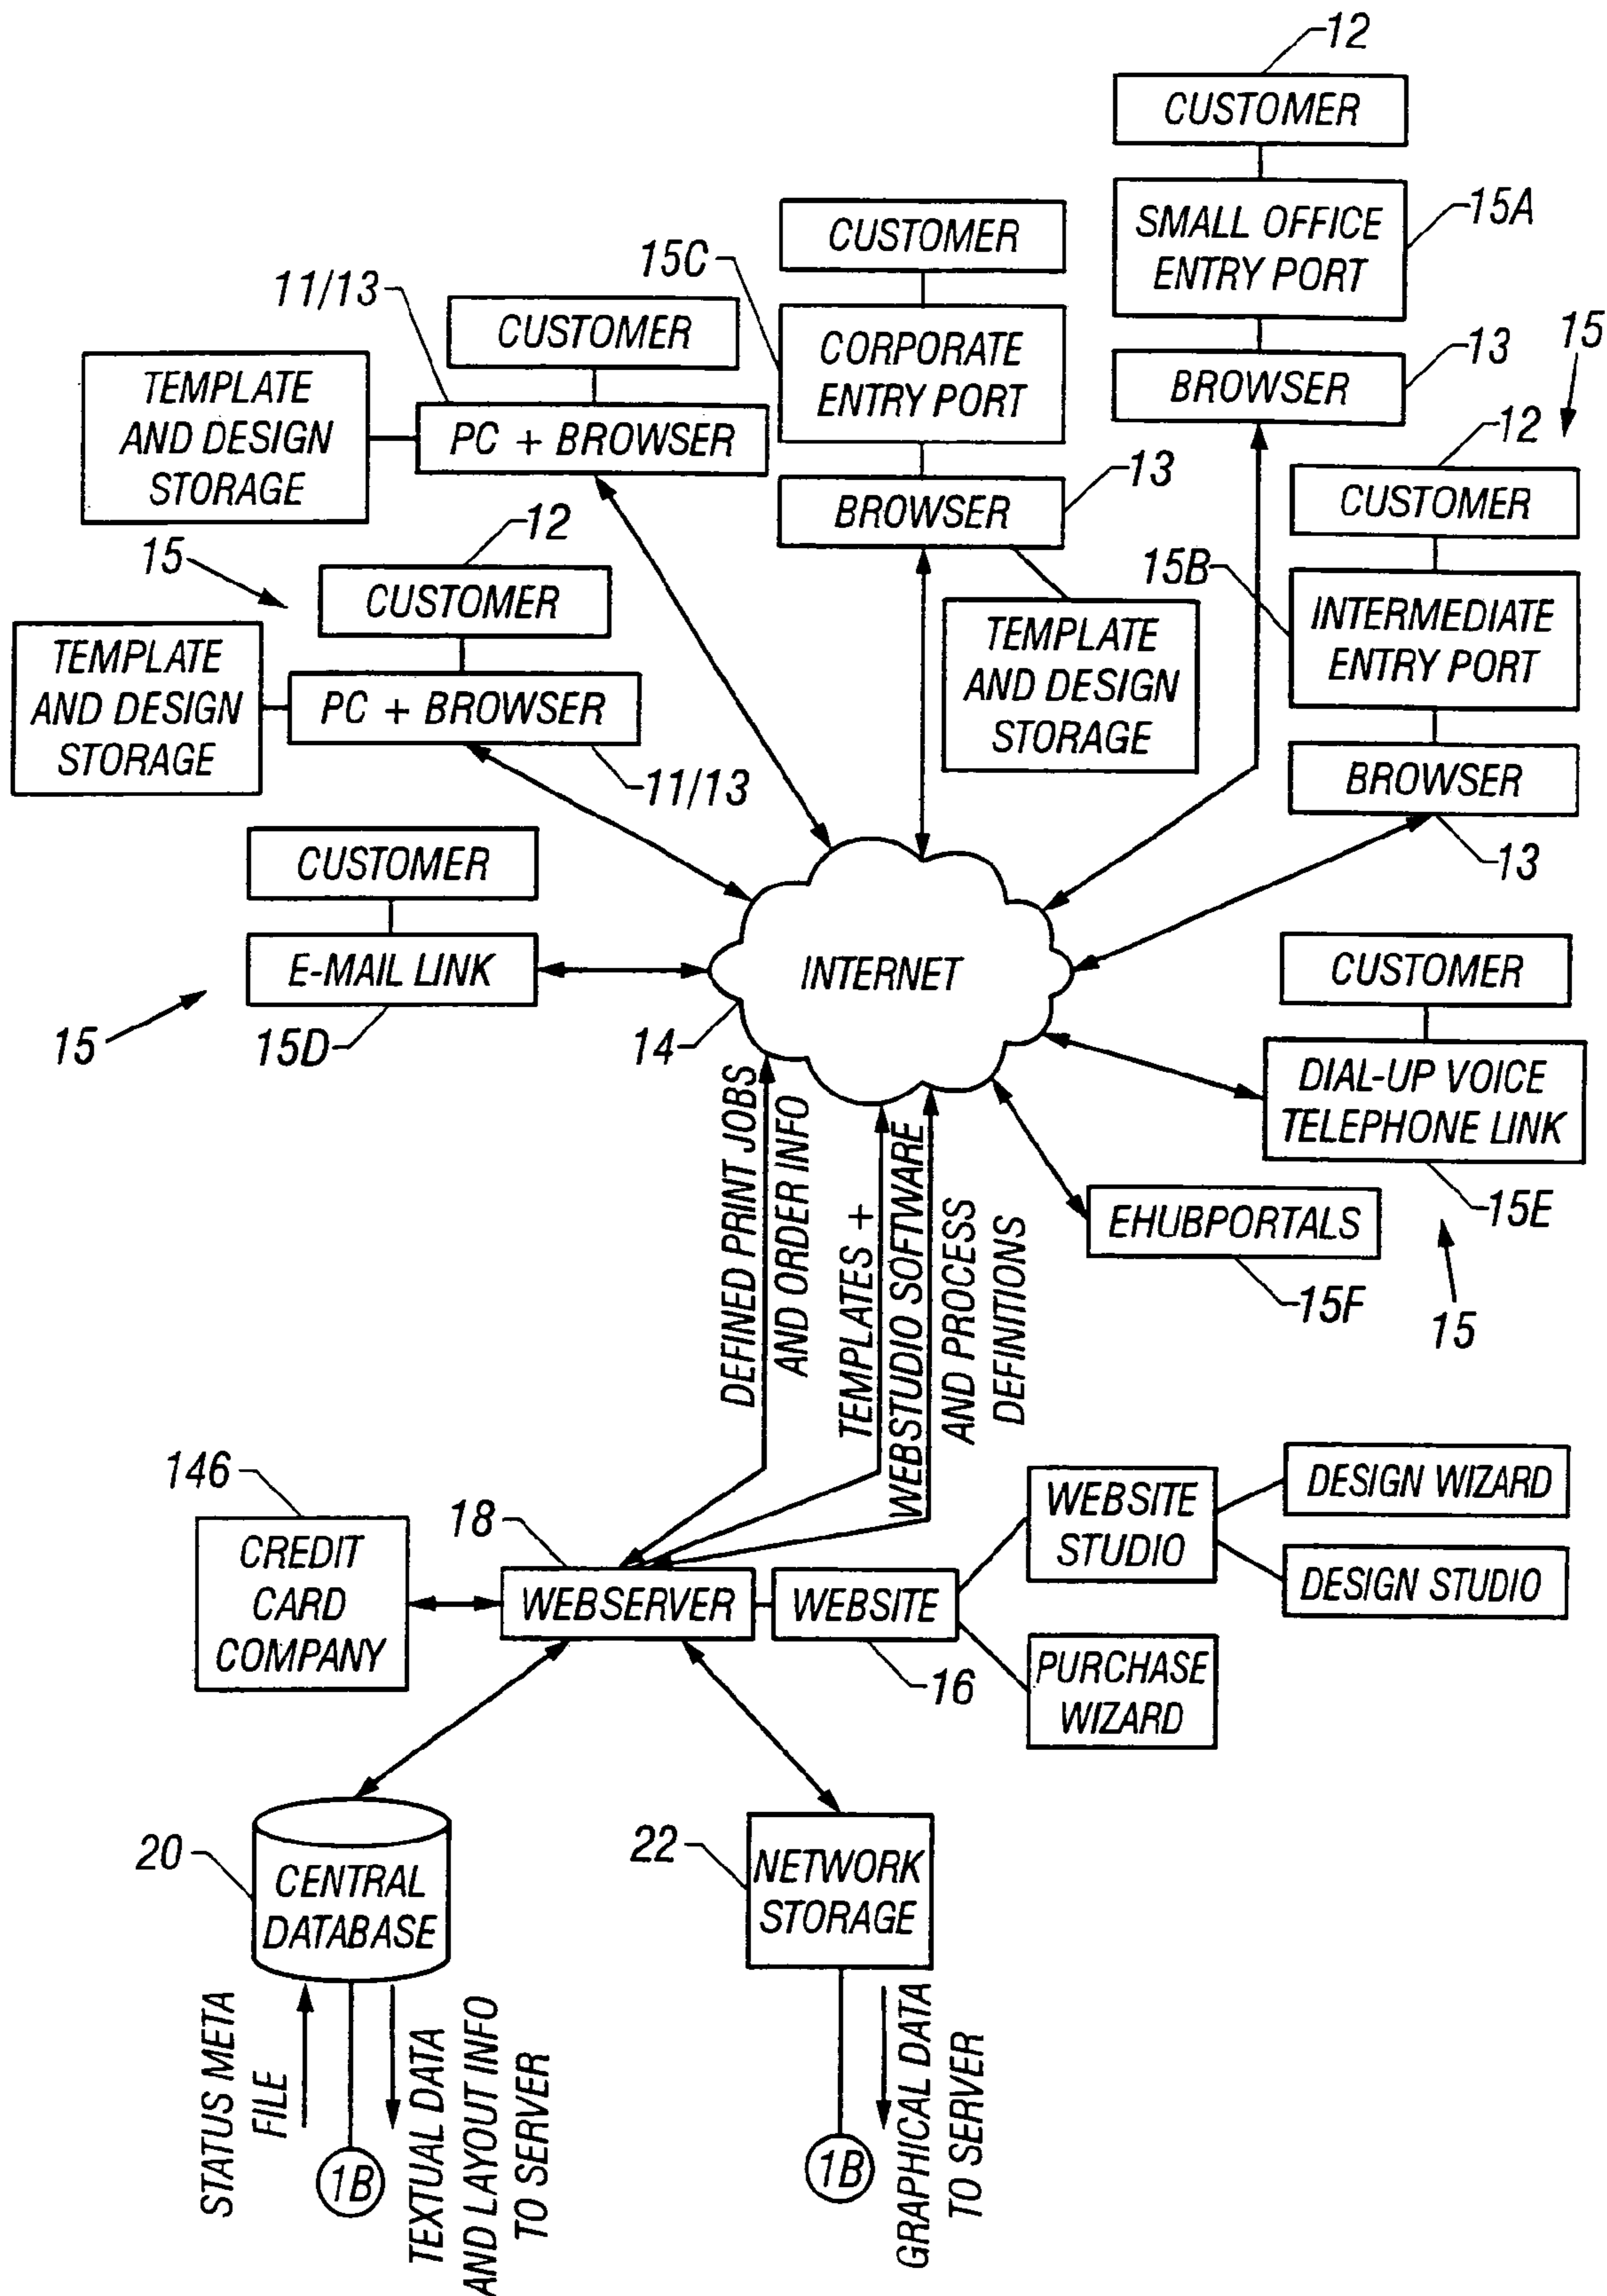 12
CUSTOMER
SMALL OFFICE
ENTRY PORT
15A
BROWSER
13
15
CUSTOMER
15C
CORPORATE
ENTRY PORT
BROWSER
13
TEMPLATE
AND DESIGN
STORAGE
11/13
CUSTOMER
PC + BROWSER
TEMPLATE
AND DESIGN
STORAGE
12
CUSTOMER
15B
INTERMEDIATE
ENTRY PORT
BROWSER
13
15
12
CUSTOMER
PC + BROWSER
11/13
TEMPLATE
AND DESIGN
STORAGE
CUSTOMER
E-MAIL LINK
15D
15
INTERNET
14
CUSTOMER
DIAL-UP VOICE
TELEPHONE LINK
15E
15
EHUBPORTALS
15F
DEFINED PRINT JOBS
AND ORDER INFO
TEMPLATES +
WEBSTUDIO SOFTWARE
AND PROCESS
DEFINITIONS
146
CREDIT
CARD
COMPANY
18
WEBSERVER
WEBSITE
16
WEBSITE
STUDIO
DESIGN WIZARD
DESIGN STUDIO
PURCHASE
WIZARD
20
CENTRAL
DATABASE
22
NETWORK
STORAGE
STATUS META
FILE
1B
TEXTUAL DATA
AND LAYOUT INFO
TO SERVER
1B
GRAPHICAL DATA
TO SERVER